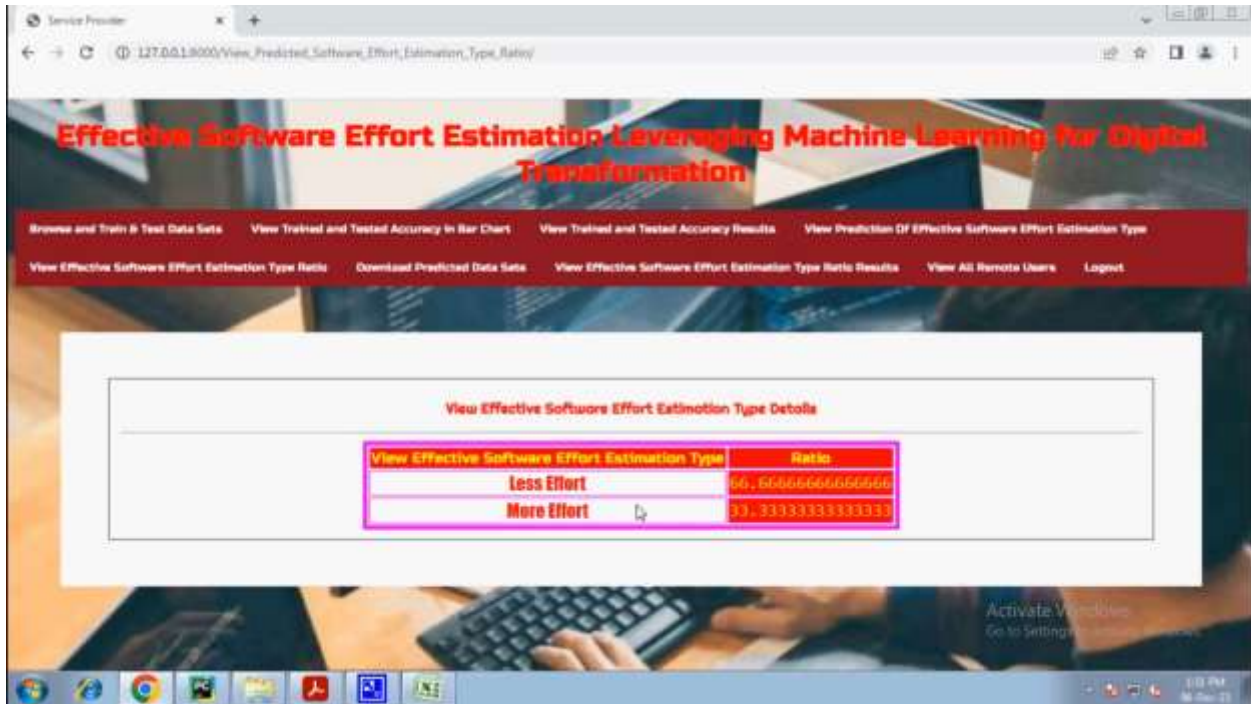 Service Provider
127.0.0.1:8000/View_Predicted_Software_Effort_Estimation_Type_Ratio/
Effective Software Effort Estimation Leveraging Machine Learning for Digital
Transformation
Browse and Train & Test Data Sets View Trained and Tested Accuracy in Bar Chart View Trained and Tested Accuracy Results View Prediction Of Effective Software Effort Estimation Type
View Effective Software Effort Estimation Type Ratio Download Predicted Data Sets View Effective Software Effort Estimation Type Ratio Results View All Remote Users Logout
View Effective Software Effort Estimation Type Details
View Effective Software Effort Estimation Type Ratio
Less Effort 66.66666666666666
More Effort 33.33333333333333
Activate Windows
Go to Settings
PM